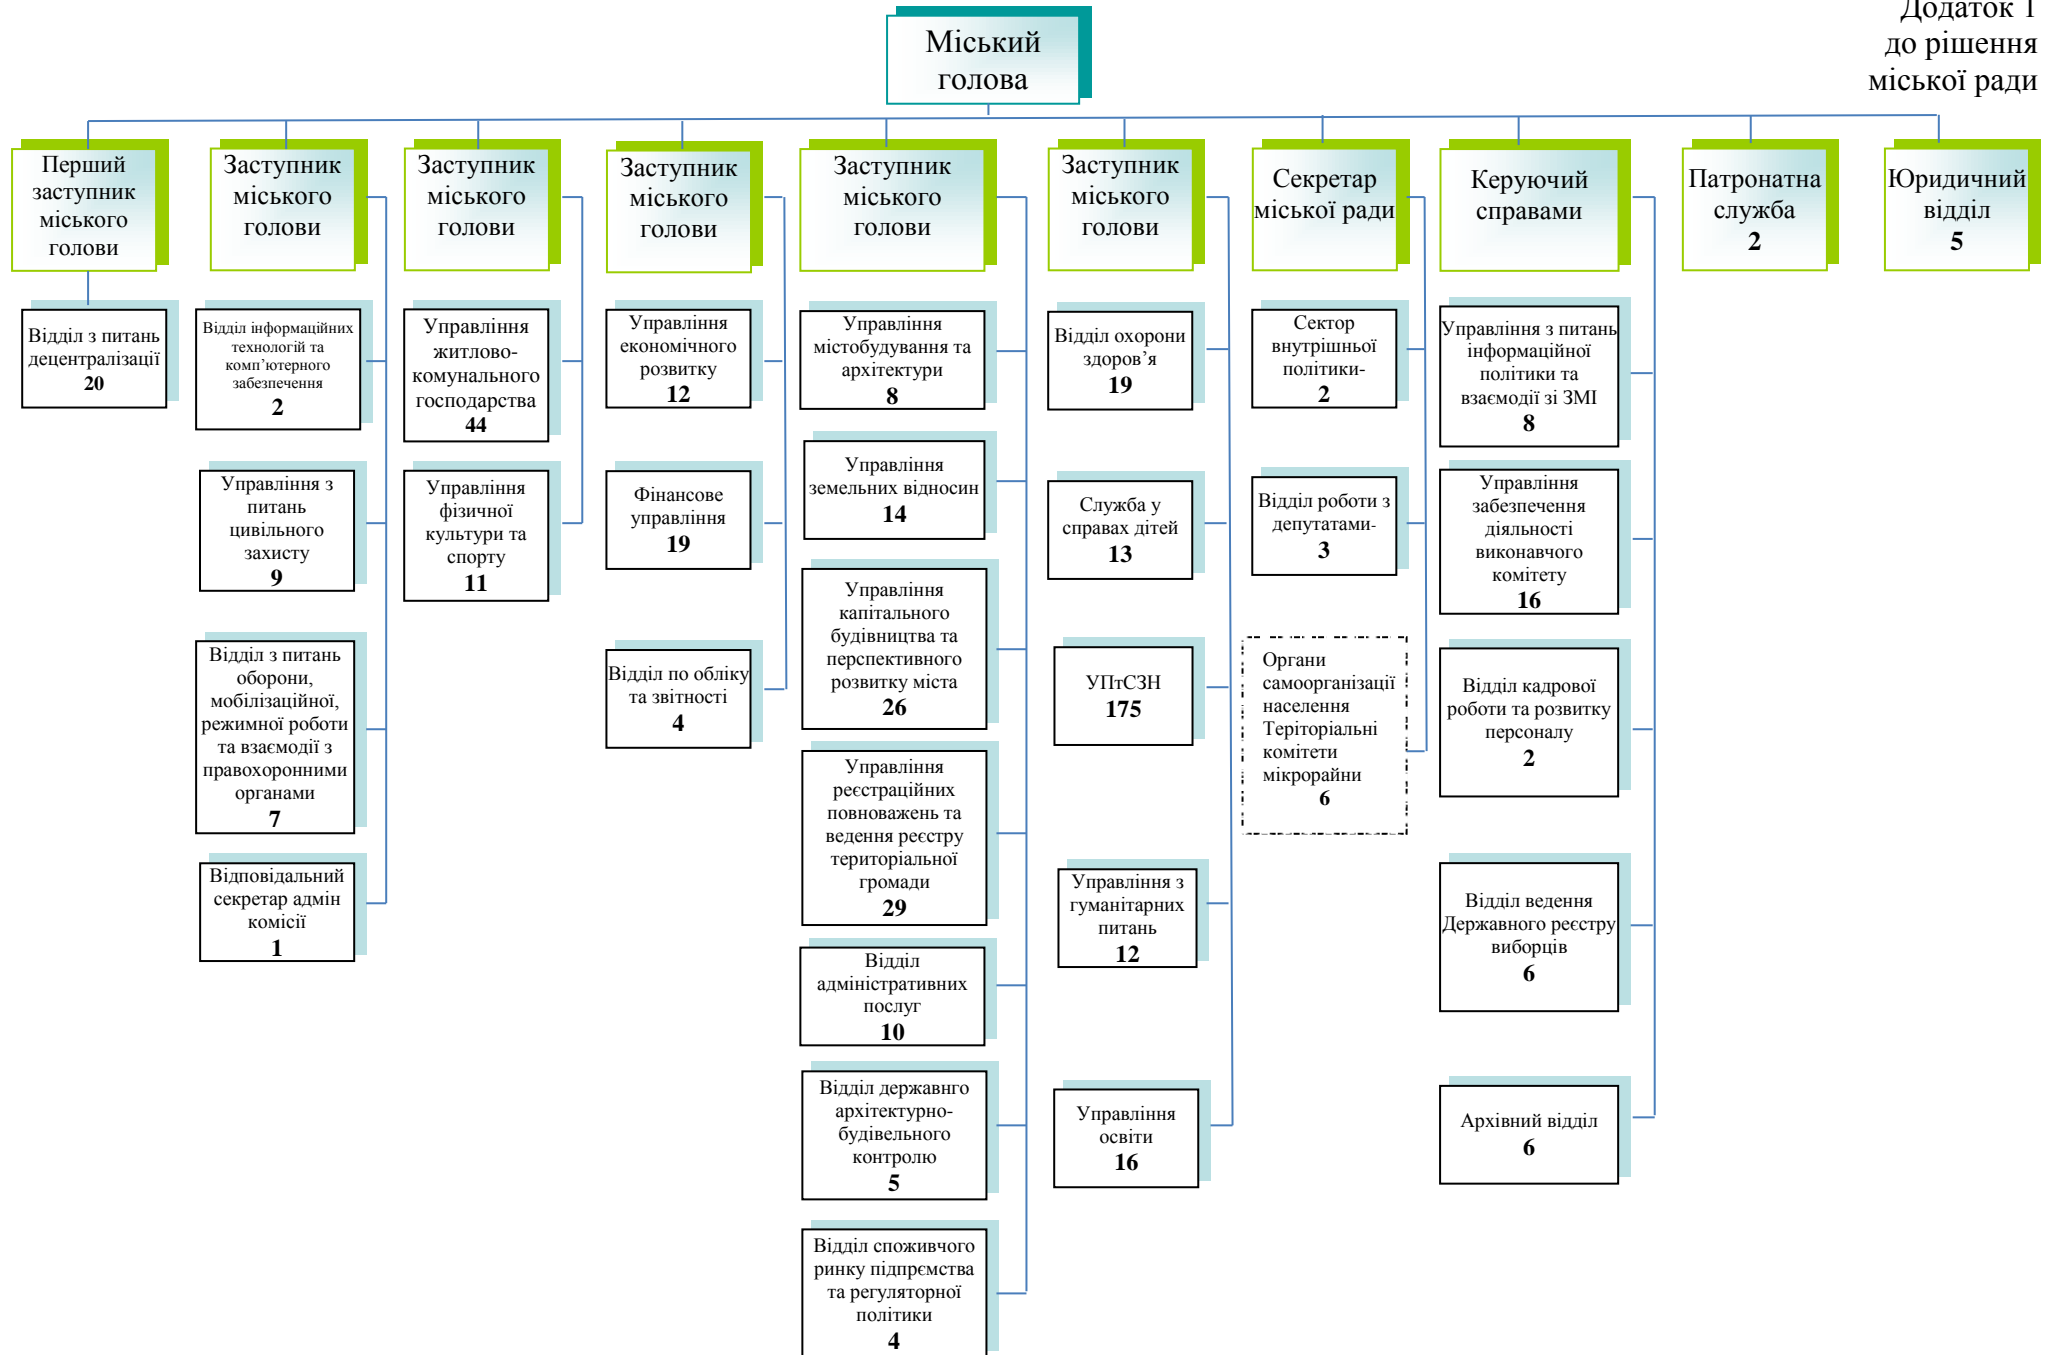 Додаток 1
до рішення
міської ради
Міський
голова
Перший
заступник
міського
голови
Заступник
міського
голови
Заступник
міського
голови
Заступник
міського
голови
Заступник
міського
голови
Заступник
міського
голови
Секретар
міської ради
Керуючий
справами
Патронатна
служба
2
Юридичний
відділ
5
Відділ з питань
децентралізації
20
Відділ інформаційних
технологій та
комп’ютерного
забезпечення
2
Управління з
питань
цивільного
захисту
9
Відділ з питань
оборони,
мобілізаційної,
режимної роботи
та взаємодії з
правохоронними
органами
7
Відповідальний
секретар адмін
комісії
1
Управління
житлово-
комунального
господарства
44
Управління
фізичної
культури та
спорту
11
Управління
економічного
розвитку
12
Фінансове
управління
19
Відділ по обліку
та звітності
4
Управління
містобудування та
архітектури
8
Управління
земельних відносин
14
Управління
капітального
будівництва та
перспективного
розвитку міста
26
Управління
реєстраційних
повноважень та
ведення реєстру
територіальної
громади
29
Відділ
адміністративних
послуг
10
Відділ державнго
архітектурно-
будівельного
контролю
5
Відділ споживчого
ринку підпрємства
та регуляторної
політики
4
Відділ охорони
здоров’я
19
Служба у
справах дітей
13
УПтСЗН
175
Управління з
гуманітарних
питань
12
Управління
освіти
16
Сектор
внутрішньої
політики-
2
Відділ роботи з
депутатами-
3
Органи
самоорганізації
населення
Теріторіальні
комітети
мікрорайни
6
Управління з питань
інформаційної
політики та
взаємодії зі ЗМІ
8
Управління
забезпечення
діяльності
виконавчого
комітету
16
Відділ кадрової
роботи та розвитку
персоналу
2
Відділ ведення
Державного реєстру
виборців
6
Архівний відділ
6